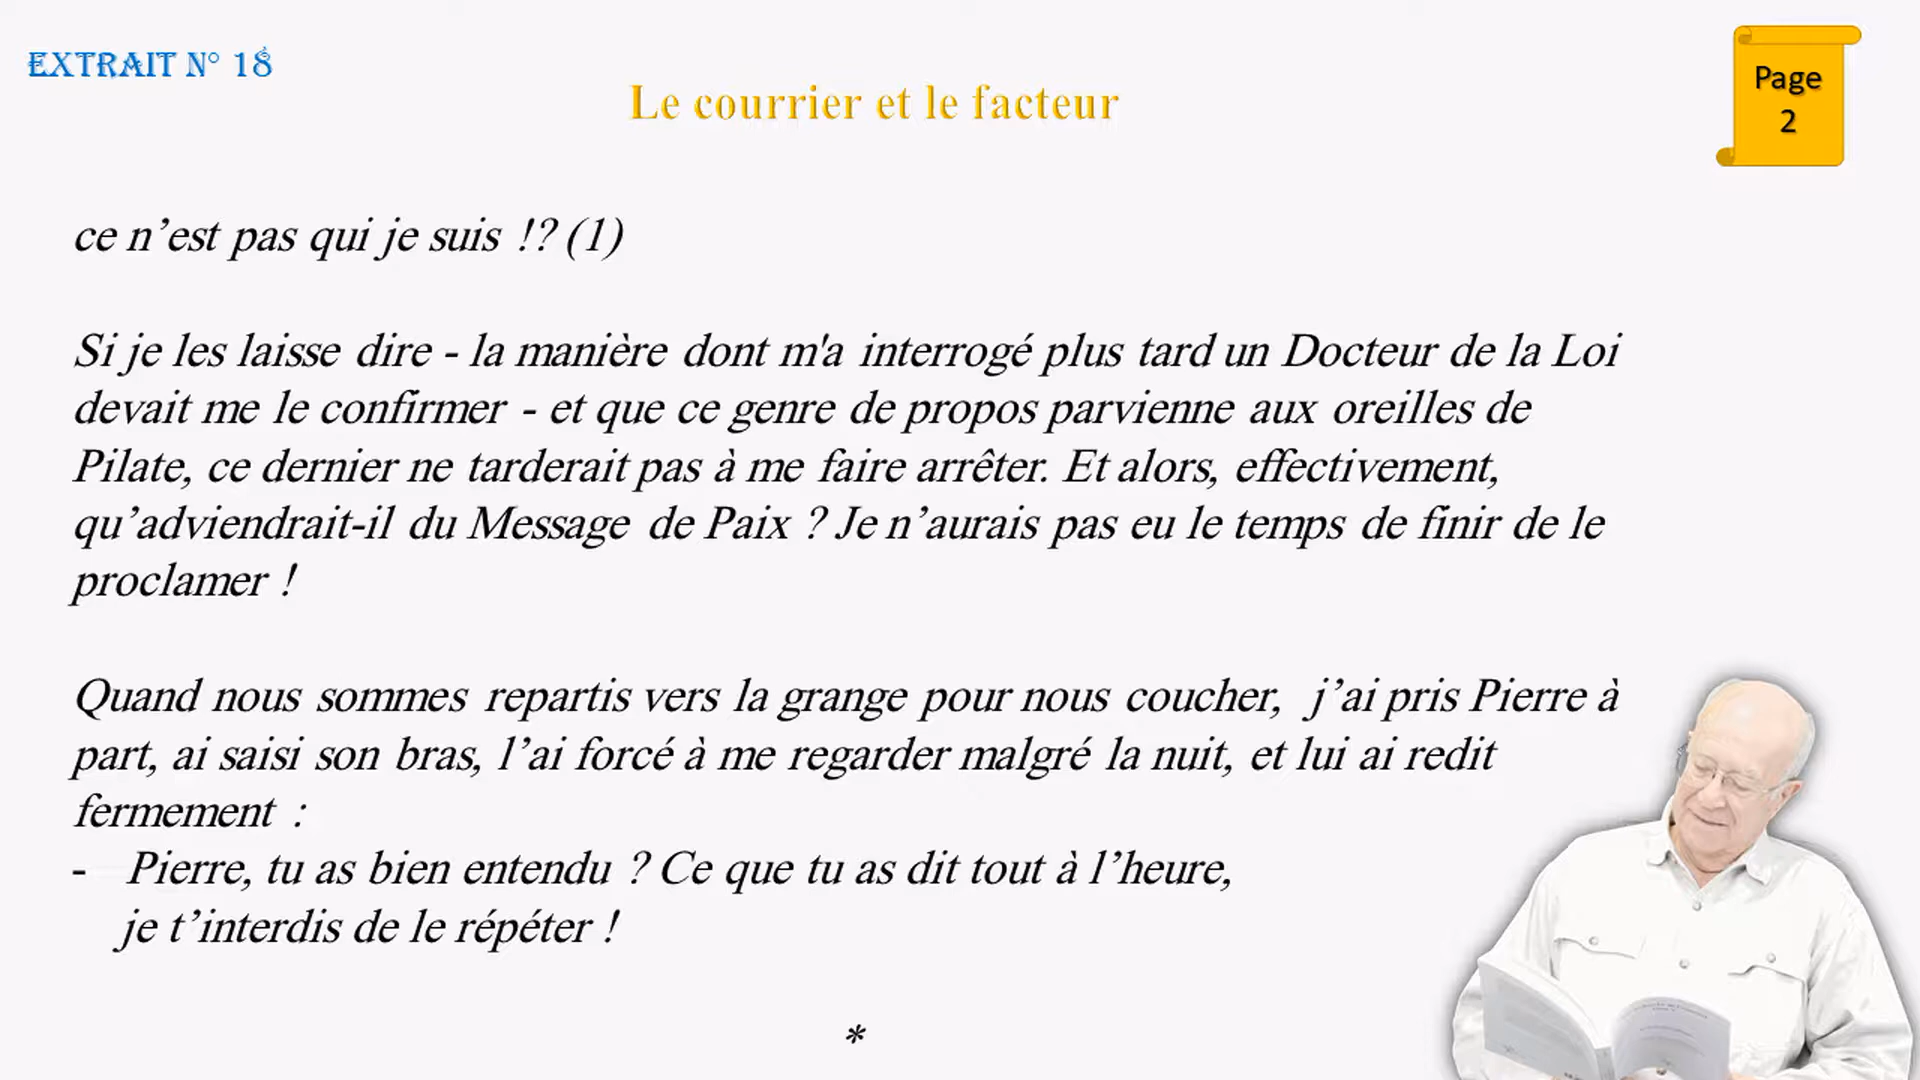 EXTRAIT N° 18
Page
2
Le courrier et le facteur
ce n’est pas qui je suis !? (1)
Si je les laisse dire - la manière dont m'a interrogé plus tard un Docteur de la Loi
devait me le confirmer - et que ce genre de propos parvienne aux oreilles de
Pilate, ce dernier ne tarderait pas à me faire arrêter. Et alors, effectivement,
qu’adviendrait-il du Message de Paix ? Je n’aurais pas eu le temps de finir de le
proclamer !
Quand nous sommes repartis vers la grange pour nous coucher, j’ai pris Pierre à
part, ai saisi son bras, l’ai forcé à me regarder malgré la nuit, et lui ai redit
fermement :
- Pierre, tu as bien entendu ? Ce que tu as dit tout à l’heure,
je t’interdis de le répéter !
*